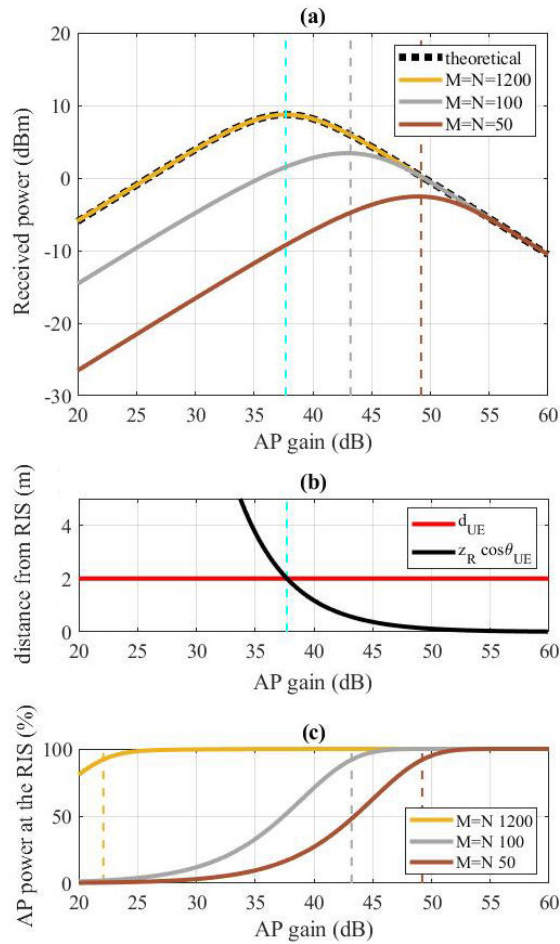 (a)
20
10
0
-10
-20
-30
Received power (dBm)
theoretical
M=N=1200
M=N=100
M=N=50
20 25 30 35 40 45 50 55 60
AP gain (dB)
(b)
4
2
0
distance from RIS (m)
d_UE
z_R cosθ_UE
20 25 30 35 40 45 50 55 60
AP gain (dB)
(c)
100
50
0
AP power at the RIS (%)
M=N 1200
M=N 100
M=N 50
20 25 30 35 40 45 50 55 60
AP gain (dB)